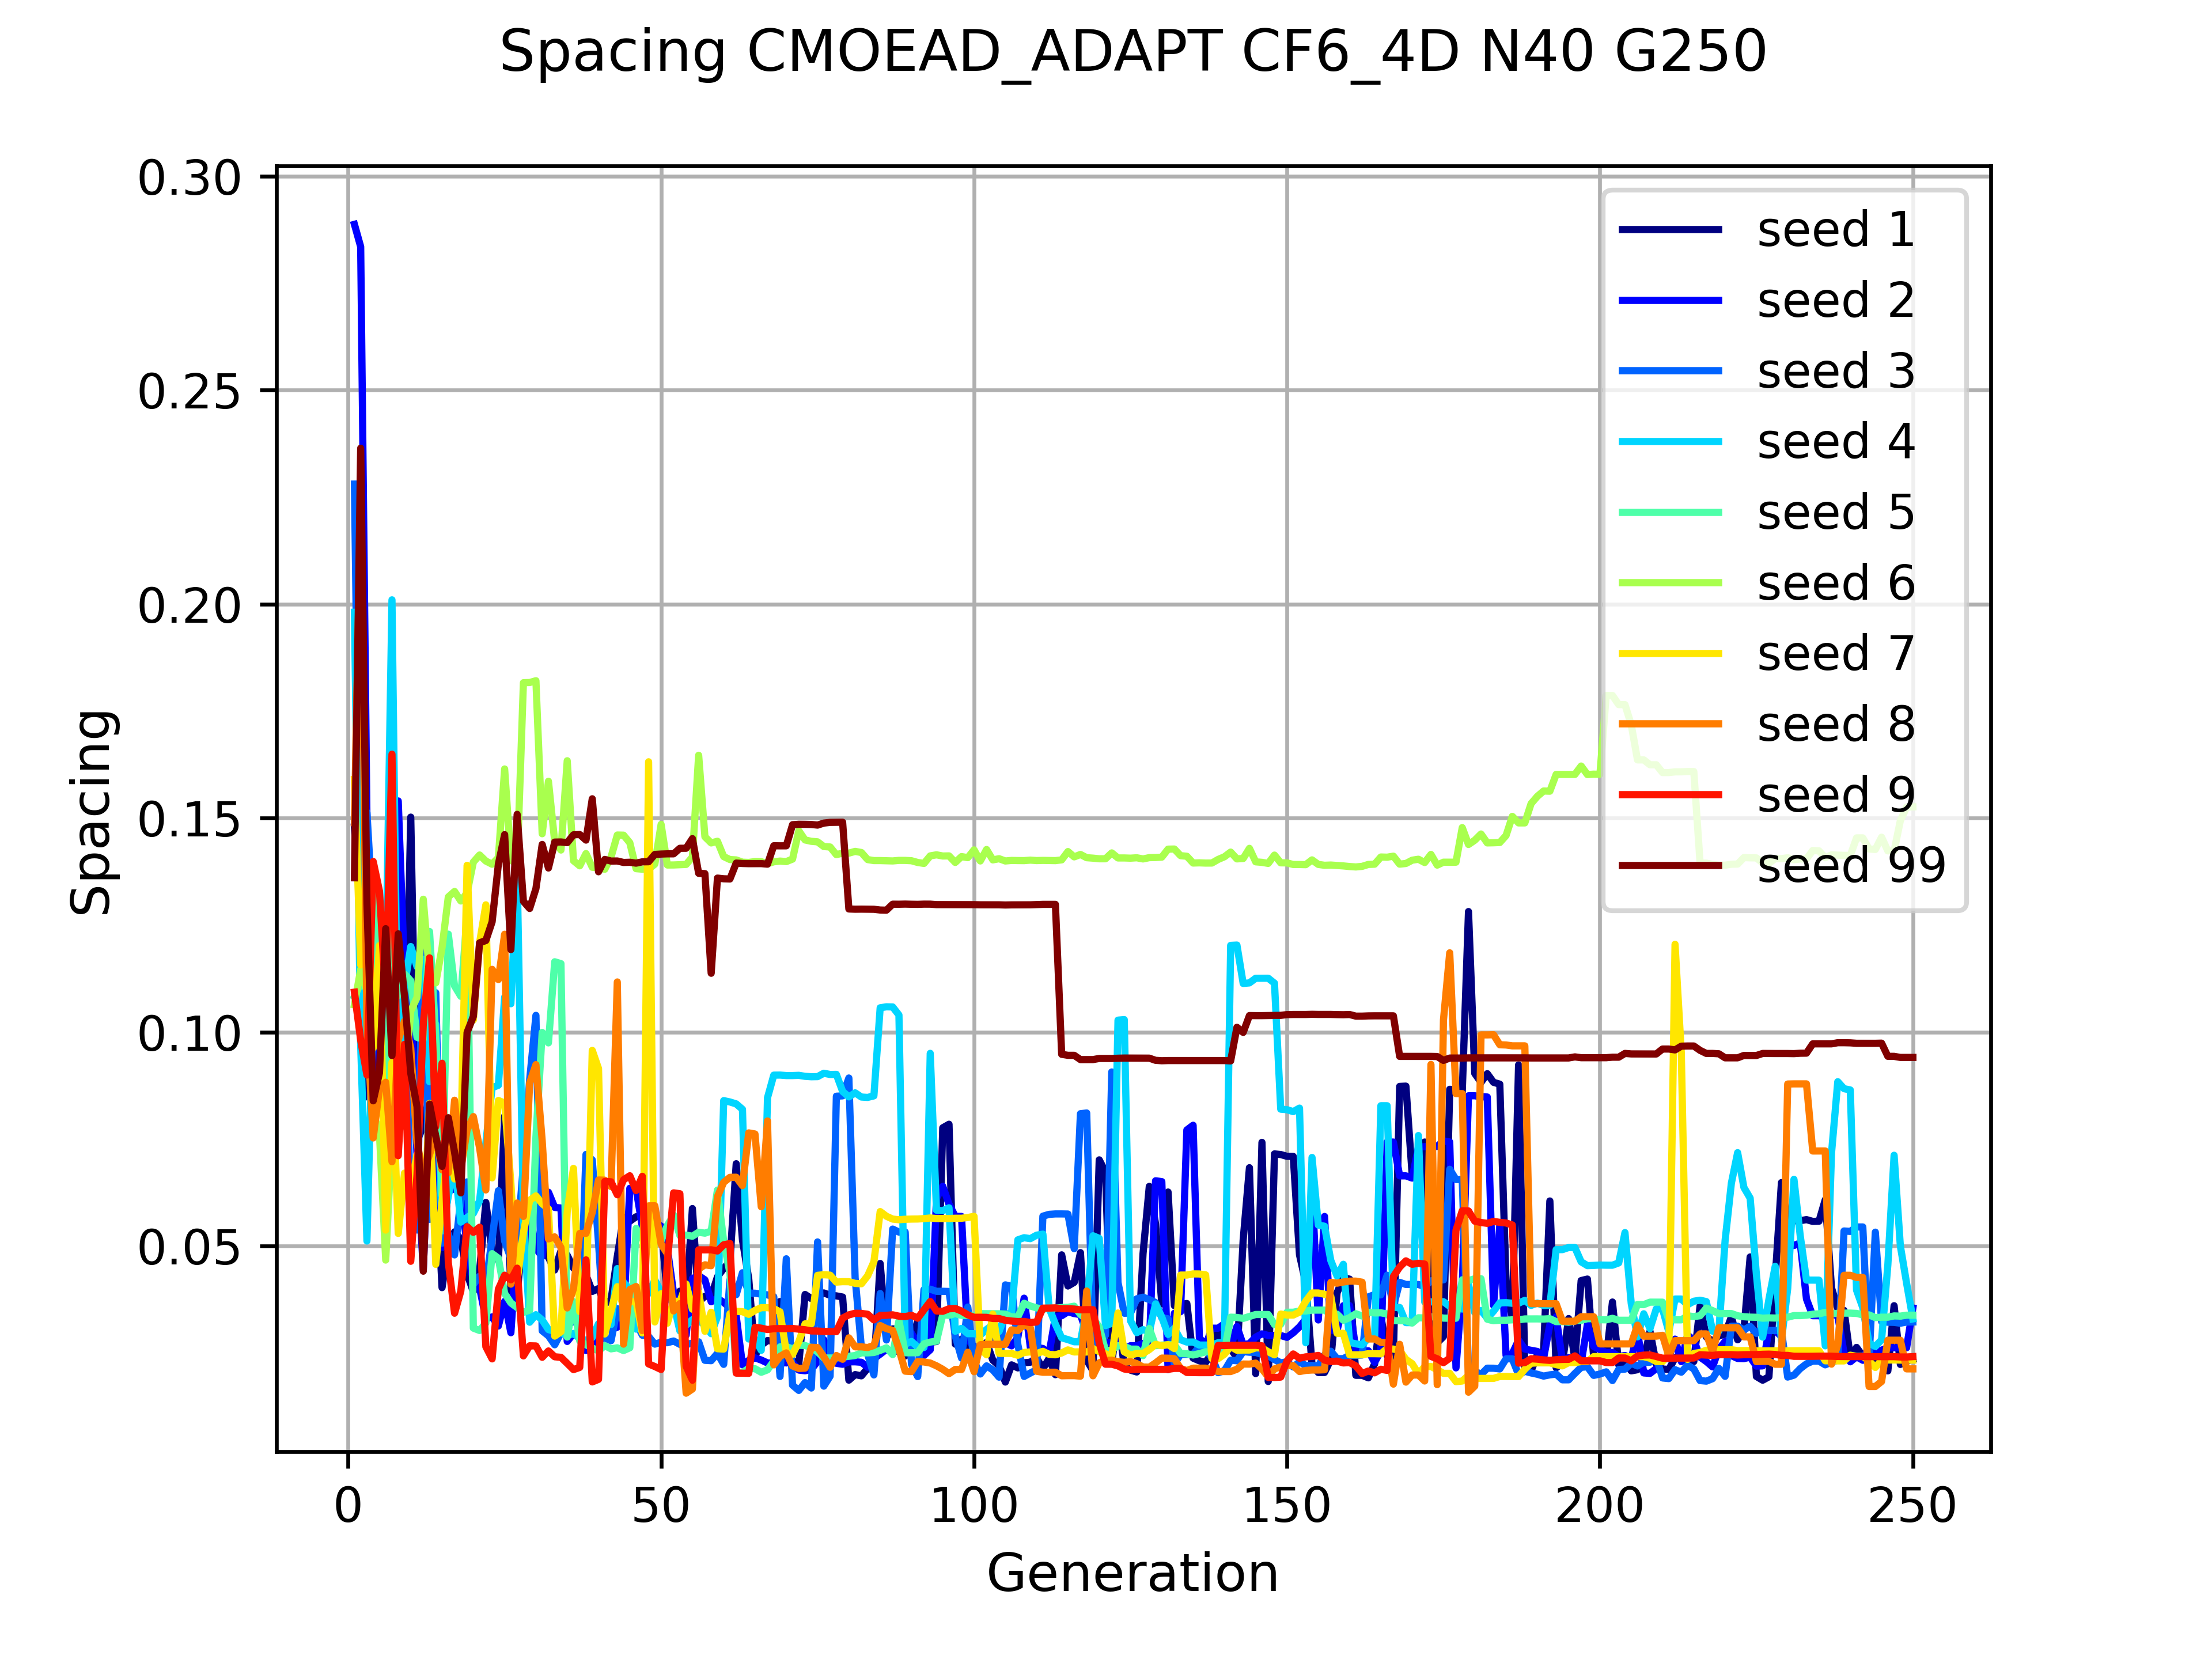 Spacing CMOEAD_ADAPT CF6_4D N40 G250
0.30
0.25
0.20
0.15
0.10
0.05
Spacing
0 50 100 150 200 250
Generation
seed 1
seed 2
seed 3
seed 4
seed 5
seed 6
seed 7
seed 8
seed 9
seed 99